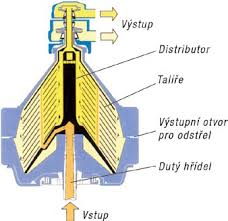 Výstup
Distributor
Talíře
Výstupní otvor
pro odstřel
Dutý hřídel
Vstup